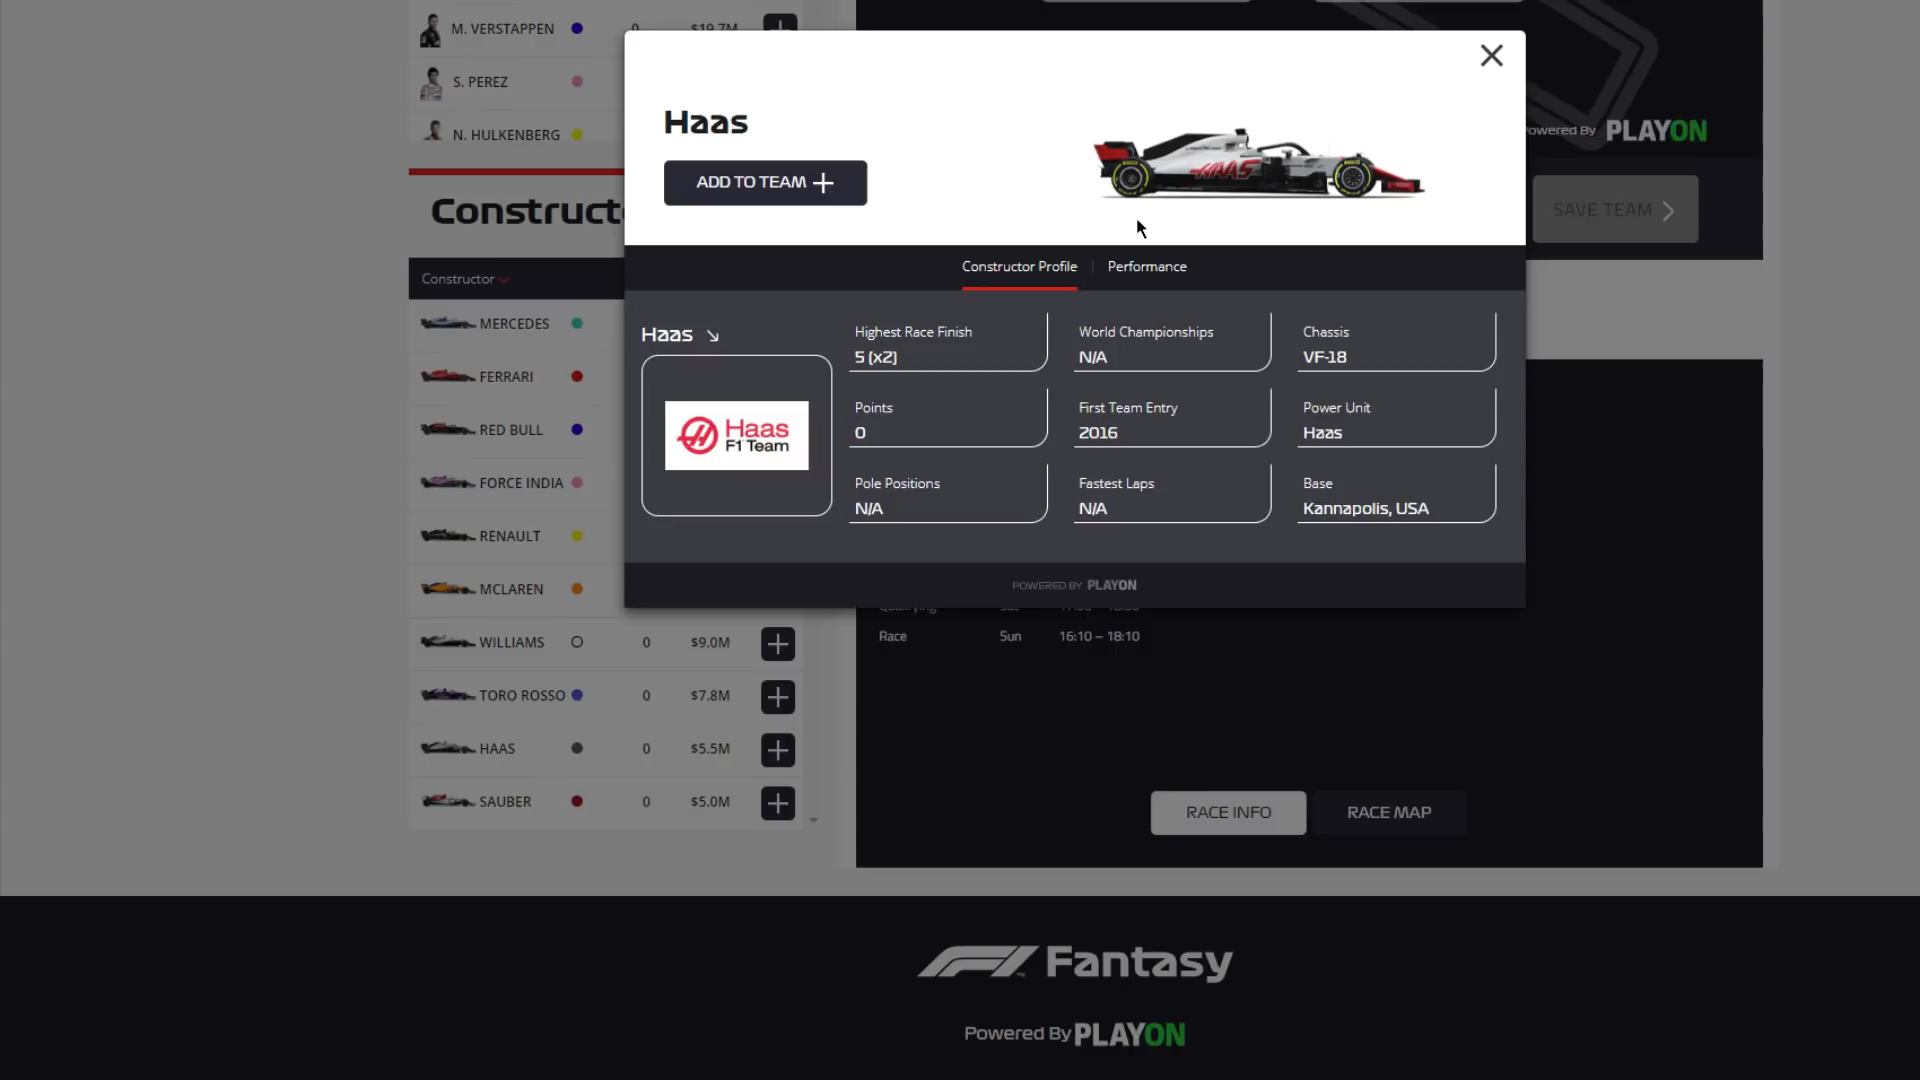 M. VERSTAPPEN 0 $19.7M
S. PEREZ
N. HULKENBERG
Haas
ADD TO TEAM
HAAS
Powered By PLAYON
SAVE TEAM
Construct
Constructor
Constructor Profile Performance
MERCEDES
FERRARI
RED BULL
FORCE INDIA
RENAULT
MCLAREN
WILLIAMS 0 $9.0M
TORO ROSSO 0 $7.8M
HAAS 0 $5.5M
SAUBER 0 $5.0M
Haas
Haas
F1 Team
Highest Race Finish
5 (x2)
World Championships
N/A
Chassis
VF-18
Points
0
First Team Entry
2016
Power Unit
Haas
Pole Positions
N/A
Fastest Laps
N/A
Base
Kannapolis, USA
POWERED BY PLAYON
Race Sun 16:10 – 18:10
RACE INFO RACE MAP
F1 Fantasy
Powered By PLAYON